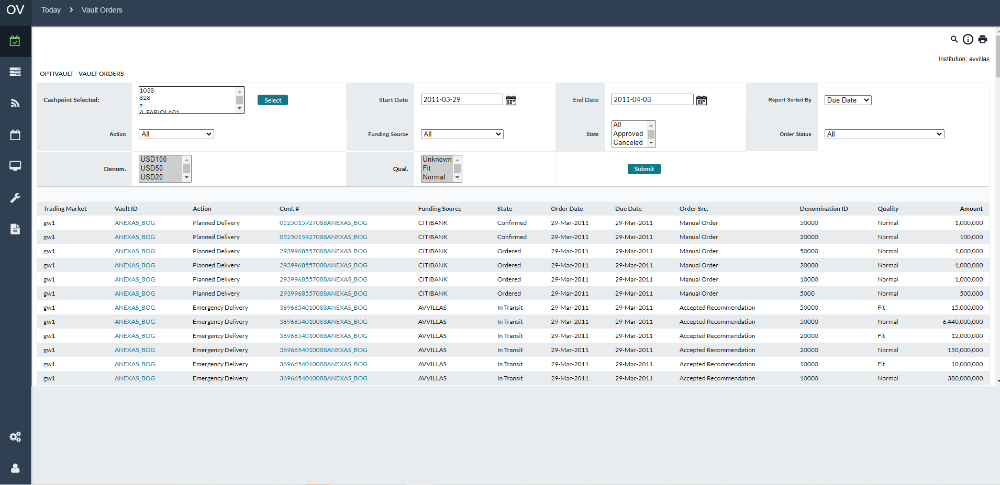 OV Today Vault Orders
Institution: avvillas
OPTIVAULT - VAULT ORDERS
Cashpoint Selected: 1038 828 a A_FABIOLA01 Select Start Date 2011-03-29 End Date 2011-04-03 Report Sorted By Due Date
Action All Funding Source All State All Approved Canceled Order Status All
Denom. USD100 USD50 USD20 Qual. Unknown Fit Normal Submit
Trading Market Vault ID Action Conf. # Funding Source State Order Date Due Date Order Src. Denomination ID Quality Amount
gw1 ANEXAS_BOG Planned Delivery 0525015927088ANEXAS_BOG CITIBANK Confirmed 29-Mar-2011 29-Mar-2011 Manual Order 50000 Normal 1,000,000
gw1 ANEXAS_BOG Planned Delivery 0525015927088ANEXAS_BOG CITIBANK Confirmed 29-Mar-2011 29-Mar-2011 Manual Order 20000 Normal 100,000
gw1 ANEXAS_BOG Planned Delivery 2939968557088ANEXAS_BOG CITIBANK Ordered 29-Mar-2011 29-Mar-2011 Manual Order 50000 Normal 1,000,000
gw1 ANEXAS_BOG Planned Delivery 2939968557088ANEXAS_BOG CITIBANK Ordered 29-Mar-2011 29-Mar-2011 Manual Order 20000 Normal 1,000,000
gw1 ANEXAS_BOG Planned Delivery 2939968557088ANEXAS_BOG CITIBANK Ordered 29-Mar-2011 29-Mar-2011 Manual Order 10000 Normal 1,000,000
gw1 ANEXAS_BOG Planned Delivery 2939968557088ANEXAS_BOG CITIBANK Ordered 29-Mar-2011 29-Mar-2011 Manual Order 5000 Normal 500,000
gw1 ANEXAS_BOG Emergency Delivery 3696654010088ANEXAS_BOG AVVILLAS In Transit 29-Mar-2011 29-Mar-2011 Accepted Recommendation 50000 Fit 15,000,000
gw1 ANEXAS_BOG Emergency Delivery 3696654010088ANEXAS_BOG AVVILLAS In Transit 29-Mar-2011 29-Mar-2011 Accepted Recommendation 50000 Normal 6,440,000,000
gw1 ANEXAS_BOG Emergency Delivery 3696654010088ANEXAS_BOG AVVILLAS In Transit 29-Mar-2011 29-Mar-2011 Accepted Recommendation 20000 Fit 12,000,000
gw1 ANEXAS_BOG Emergency Delivery 3696654010088ANEXAS_BOG AVVILLAS In Transit 29-Mar-2011 29-Mar-2011 Accepted Recommendation 20000 Normal 150,000,000
gw1 ANEXAS_BOG Emergency Delivery 3696654010088ANEXAS_BOG AVVILLAS In Transit 29-Mar-2011 29-Mar-2011 Accepted Recommendation 10000 Fit 10,000,000
gw1 ANEXAS_BOG Emergency Delivery 3696654010088ANEXAS_BOG AVVILLAS In Transit 29-Mar-2011 29-Mar-2011 Accepted Recommendation 10000 Normal 380,000,000